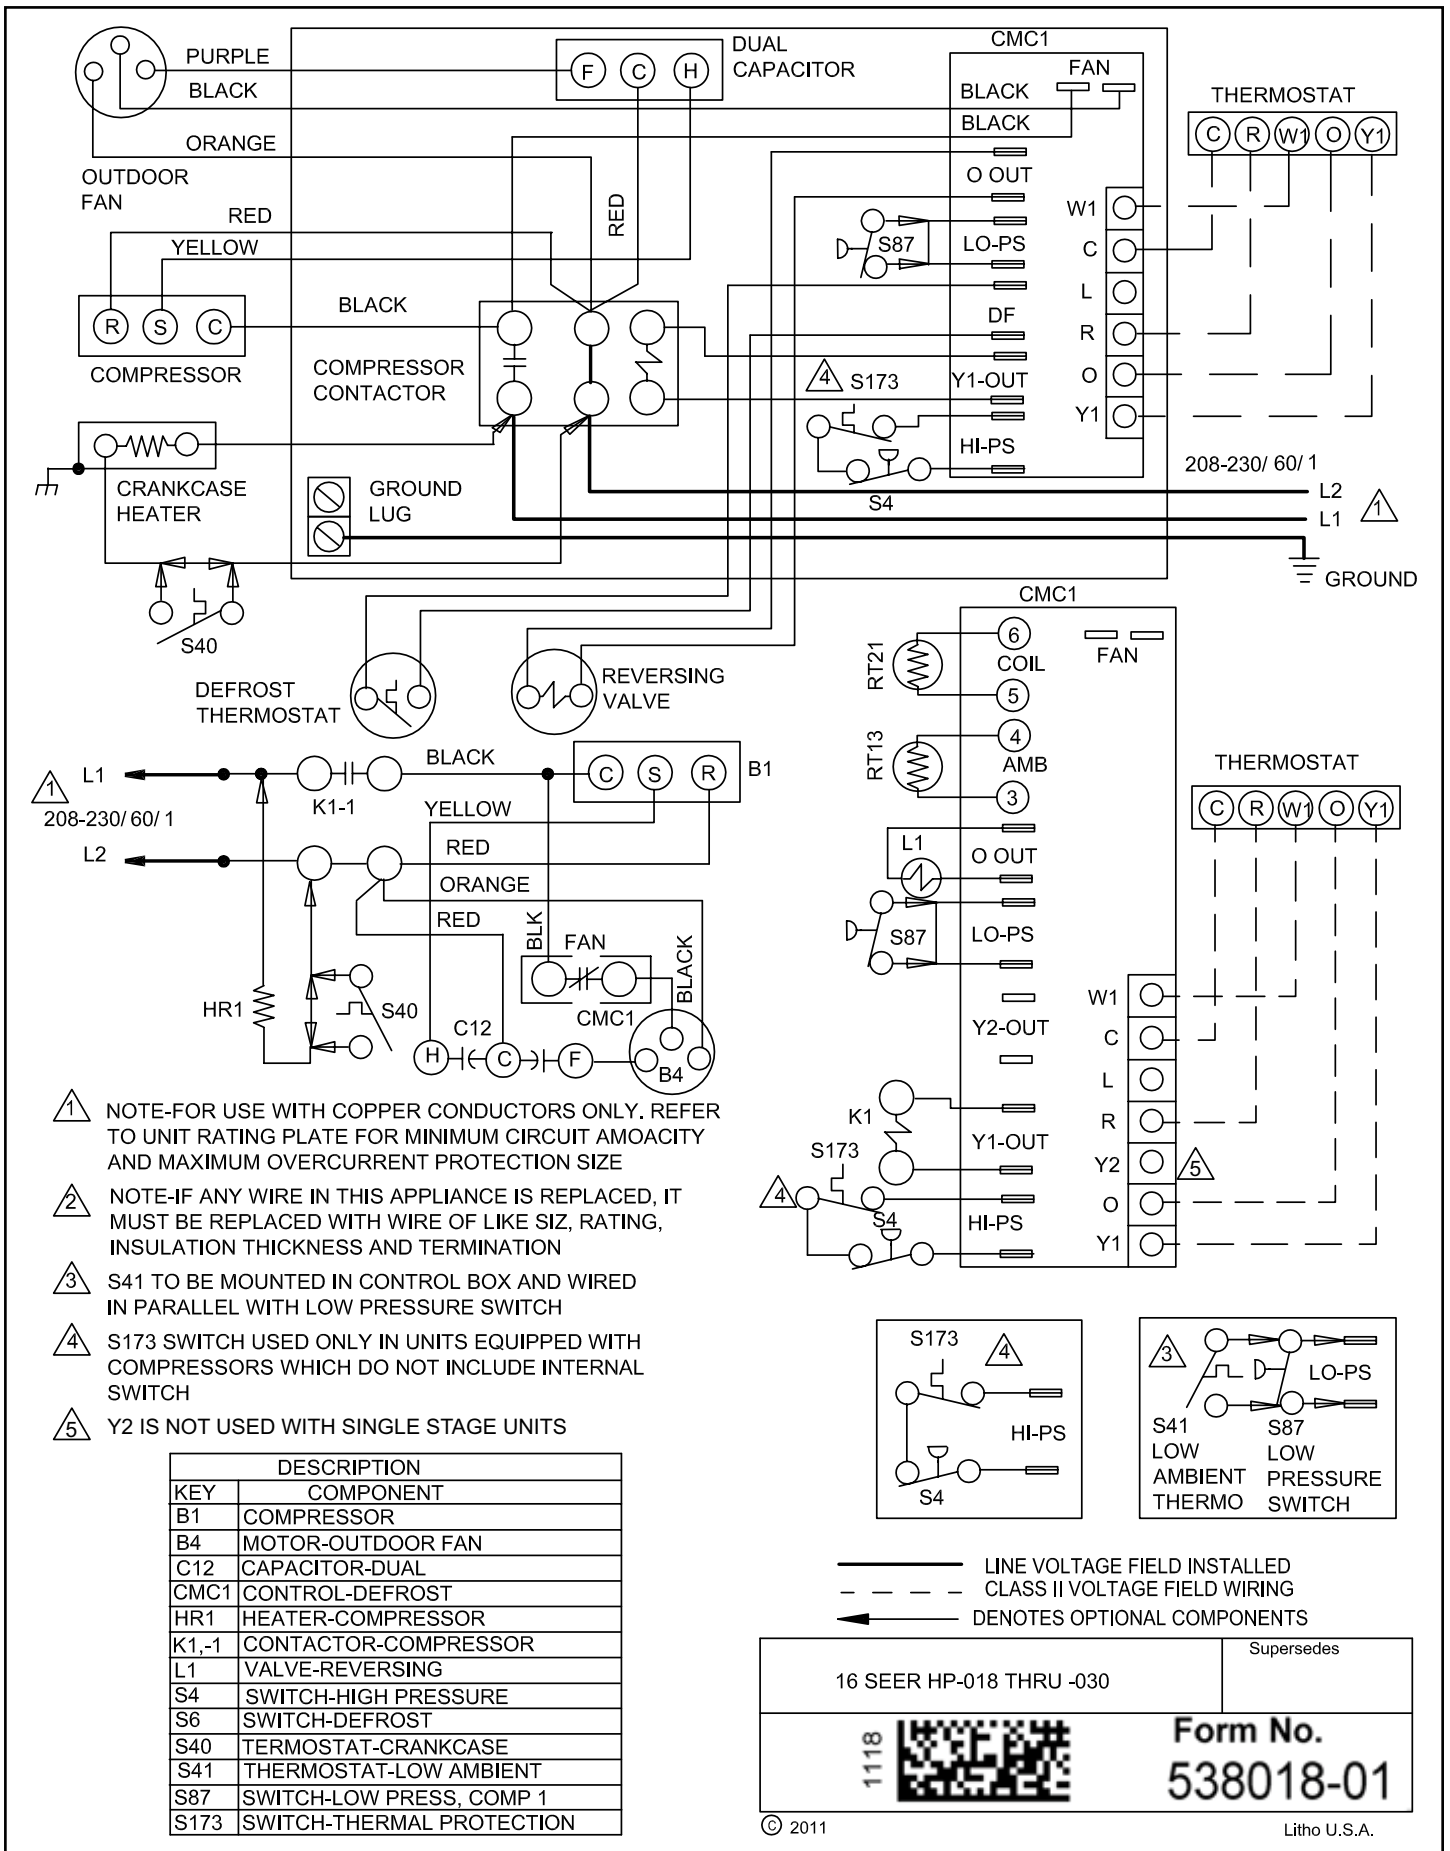 PURPLE
BLACK
ORANGE
OUTDOOR
FAN
F C H
DUAL
CAPACITOR
CMC1
FAN
BLACK
BLACK
THERMOSTAT
C R W1 O Y1
RED
YELLOW
RED
O OUT
S87
LO-PS
W1
C
L
R
O
Y1
DF
R S C
BLACK
COMPRESSOR
COMPRESSOR
CONTACTOR
4 S173
Y1-OUT
HI-PS
S4
208-230/ 60/ 1
L2
L1
1
CRANKCASE
HEATER
GROUND
LUG
GROUND
S40
DEFROST
THERMOSTAT
REVERSING
VALVE
CMC1
RT21
6
COIL
5
FAN
RT13
4
AMB
3
L1
O OUT
S87
LO-PS
Y2-OUT
K1
Y1-OUT
S173
4
S4
HI-PS
W1
C
L
R
Y2
5
O
Y1
THERMOSTAT
C R W1 O Y1
L1
1
208-230/ 60/ 1
L2
K1-1
BLACK
C S R
B1
YELLOW
RED
ORANGE
RED
BLK
FAN
CMC1
BLACK
HR1
S40
C12
H C F
B4
1 NOTE-FOR USE WITH COPPER CONDUCTORS ONLY. REFER
TO UNIT RATING PLATE FOR MINIMUM CIRCUIT AMOACITY
AND MAXIMUM OVERCURRENT PROTECTION SIZE
2 NOTE-IF ANY WIRE IN THIS APPLIANCE IS REPLACED, IT
MUST BE REPLACED WITH WIRE OF LIKE SIZ, RATING,
INSULATION THICKNESS AND TERMINATION
3 S41 TO BE MOUNTED IN CONTROL BOX AND WIRED
IN PARALLEL WITH LOW PRESSURE SWITCH
4 S173 SWITCH USED ONLY IN UNITS EQUIPPED WITH
COMPRESSORS WHICH DO NOT INCLUDE INTERNAL
SWITCH
5 Y2 IS NOT USED WITH SINGLE STAGE UNITS
S173
4
HI-PS
S4
3
LO-PS
S41
LOW
AMBIENT
THERMO
S87
LOW
PRESSURE
SWITCH
DESCRIPTION
KEY COMPONENT
B1 COMPRESSOR
B4 MOTOR-OUTDOOR FAN
C12 CAPACITOR-DUAL
CMC1 CONTROL-DEFROST
HR1 HEATER-COMPRESSOR
K1,-1 CONTACTOR-COMPRESSOR
L1 VALVE-REVERSING
S4 SWITCH-HIGH PRESSURE
S6 SWITCH-DEFROST
S40 TERMOSTAT-CRANKCASE
S41 THERMOSTAT-LOW AMBIENT
S87 SWITCH-LOW PRESS, COMP 1
S173 SWITCH-THERMAL PROTECTION
LINE VOLTAGE FIELD INSTALLED
CLASS II VOLTAGE FIELD WIRING
DENOTES OPTIONAL COMPONENTS
16 SEER HP-018 THRU -030
Supersedes
1118
Form No.
538018-01
© 2011
Litho U.S.A.